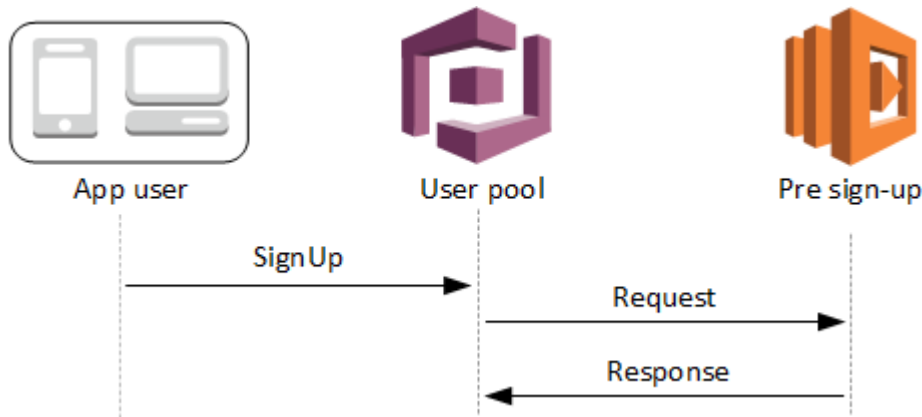 App user
User pool
Pre sign-up
SignUp
Request
Response